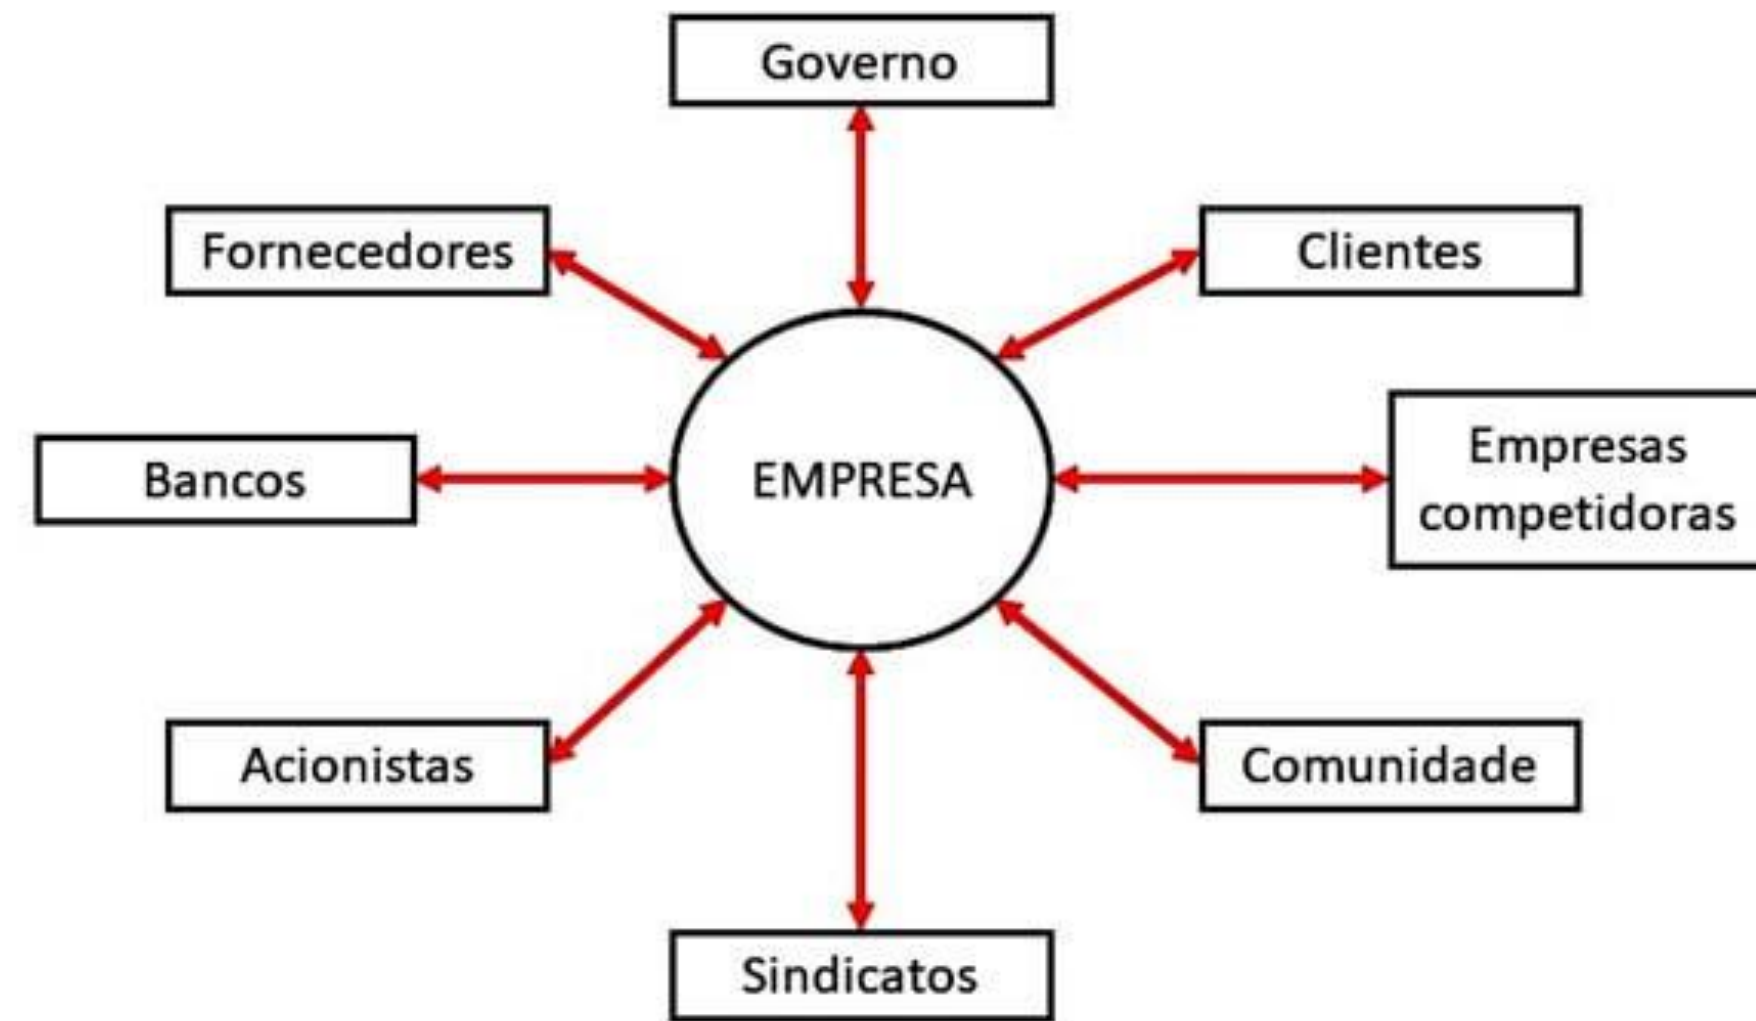 Governo
Fornecedores
Clientes
Bancos
EMPRESA
Empresas
competidoras
Acionistas
Comunidade
Sindicatos